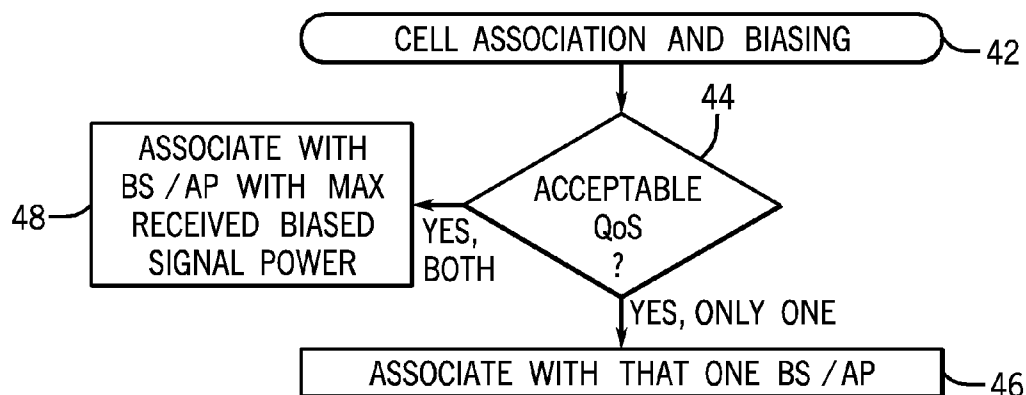 CELL ASSOCIATION AND BIASING
42
44
ACCEPTABLE
QoS
?
ASSOCIATE WITH
BS / AP WITH MAX
RECEIVED BIASED
SIGNAL POWER
48
YES,
BOTH
YES, ONLY ONE
ASSOCIATE WITH THAT ONE BS / AP
46